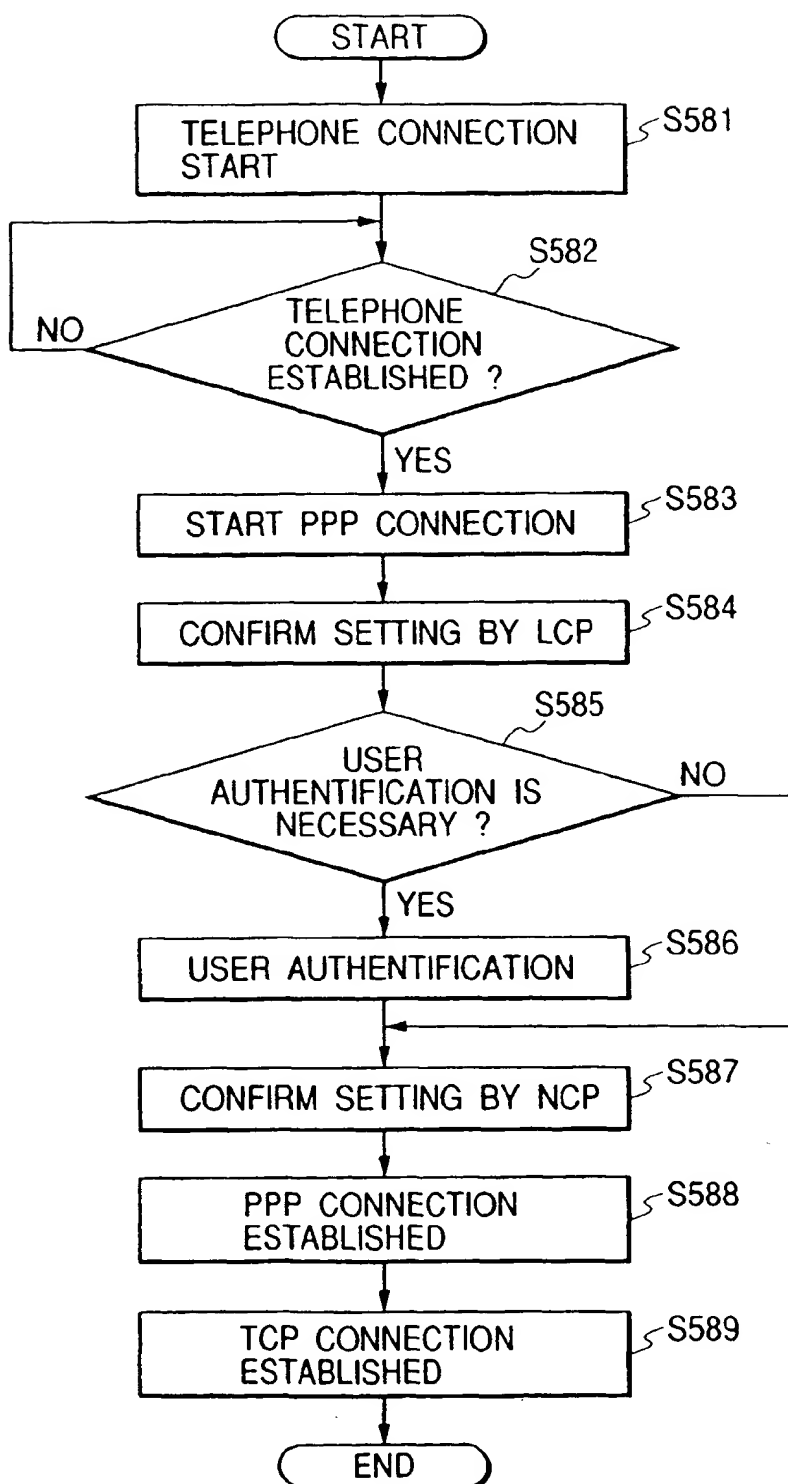 START
TELEPHONE CONNECTION
START
S581
S582
TELEPHONE
CONNECTION
ESTABLISHED ?
NO
YES
START PPP CONNECTION
S583
CONFIRM SETTING BY LCP
S584
S585
USER
AUTHENTIFICATION IS
NECESSARY ?
NO
YES
USER AUTHENTIFICATION
S586
CONFIRM SETTING BY NCP
S587
PPP CONNECTION
ESTABLISHED
S588
TCP CONNECTION
ESTABLISHED
S589
END